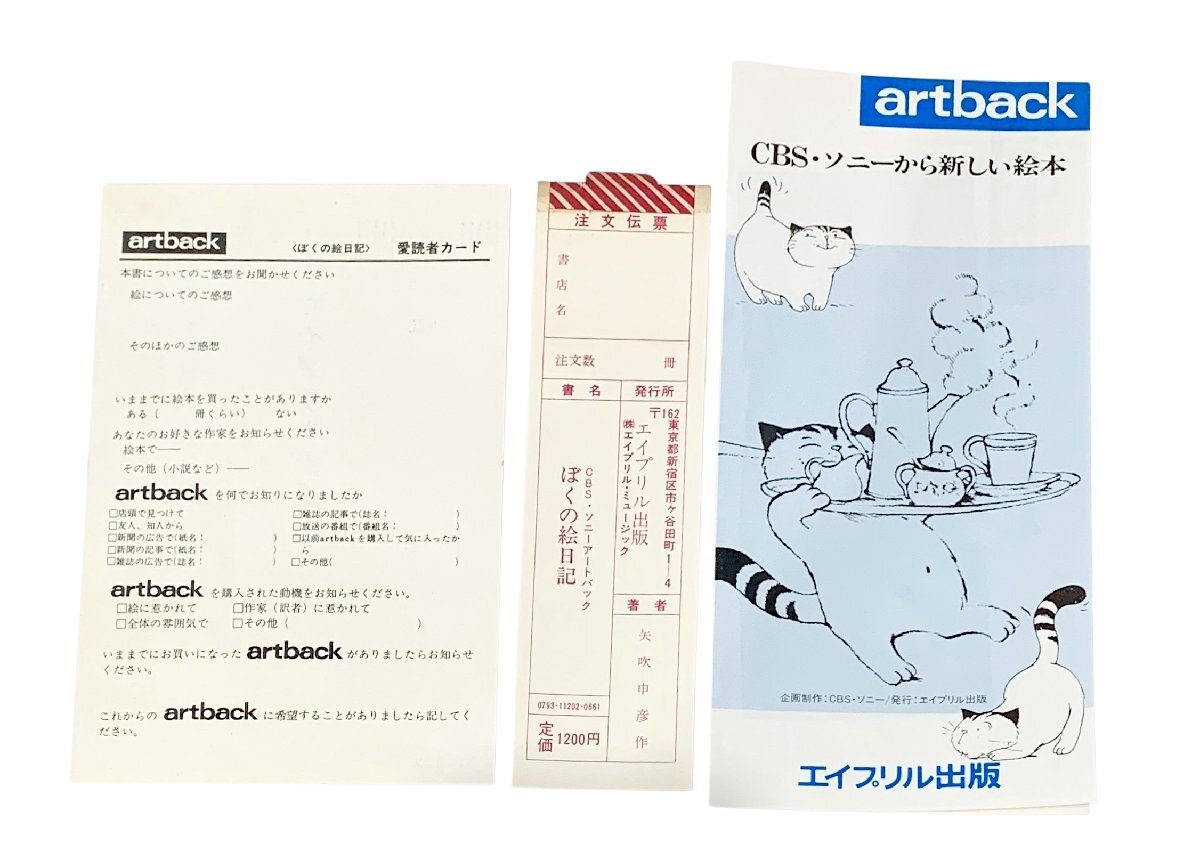 artback 〈ぼくの絵日記〉 愛読者カード
本書についてのご感想をお聞かせください
絵についてのご感想
そのほかのご感想
いままでに絵本を買ったことがありますか
ある（ 冊くらい） ない
あなたのお好きな作家をお知らせください
絵本で──
その他（小説など）──
artback を何でお知りになりましたか
□店頭で見つけて
□友人、知人から
□新聞の広告で(紙名： )
□新聞の記事で(紙名： )
□雑誌の広告で(誌名： )
□雑誌の記事で(誌名： )
□放送の番組で(番組名： )
□以前artbackを購入して気に入ったか
ら
□その他( )
artback を購入された動機をお知らせください。
□絵に惹かれて □作家（訳者）に惹かれて
□全体の雰囲気で □その他（ ）
いままでにお買いになった artback がありましたらお知らせ
ください。
これからの artback に希望することがありましたら記してく
ださい。
注文伝票
書店名
注文数 冊
書名
CBS・ソニーアートバック
ぼくの絵日記
発行所
〒162
東京都新宿区市ヶ谷田町1―4
エイプリル出版
㈱エイプリル・ミュージック
著者
矢吹申彦作
0793-11202-0661
定価 1200円
artback
CBS・ソニーから新しい絵本
企画制作：CBS・ソニー/発行：エイプリル出版
エイプリル出版